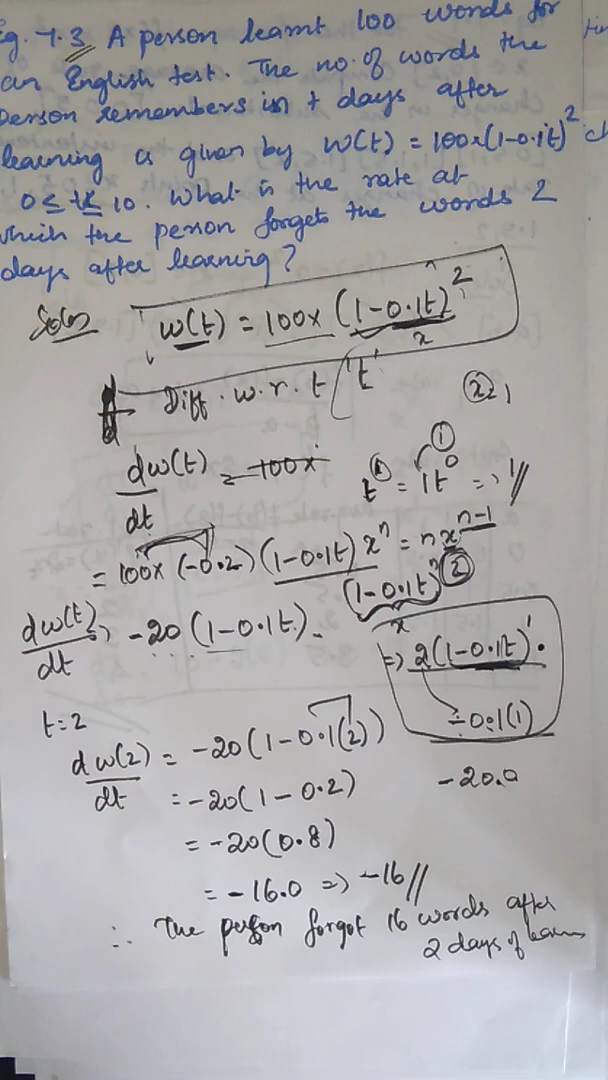 Eg. 7.3 A person learnt 100 words for
an English test. The no. of words the
person remembers in t days after
learning is given by W(t) = 100x(1-0.1t)²
0 ≤ t ≤ 10. What is the rate at
which the person forgets the words 2
days after learning?
Soln
w(t) = 100x (1-0.1t)²
x
Diff. w.r.t 't'
dw(t)/dt = 100x
t¹ = 1t⁰ => 1//
= 100x (-0.2) (1-0.1t)
xⁿ = nxⁿ⁻¹
(1-0.1t)²
x
dw(t)/dt = -20 (1-0.1t).
=> 2(1-0.1t)¹.
-0.1(1)
t=2
dw(2)/dt = -20(1-0.1(2))
= -20(1-0.2)
-20.0
= -20(0.8)
= -16.0 => -16//
∴ The person forgot 16 words after
2 days of